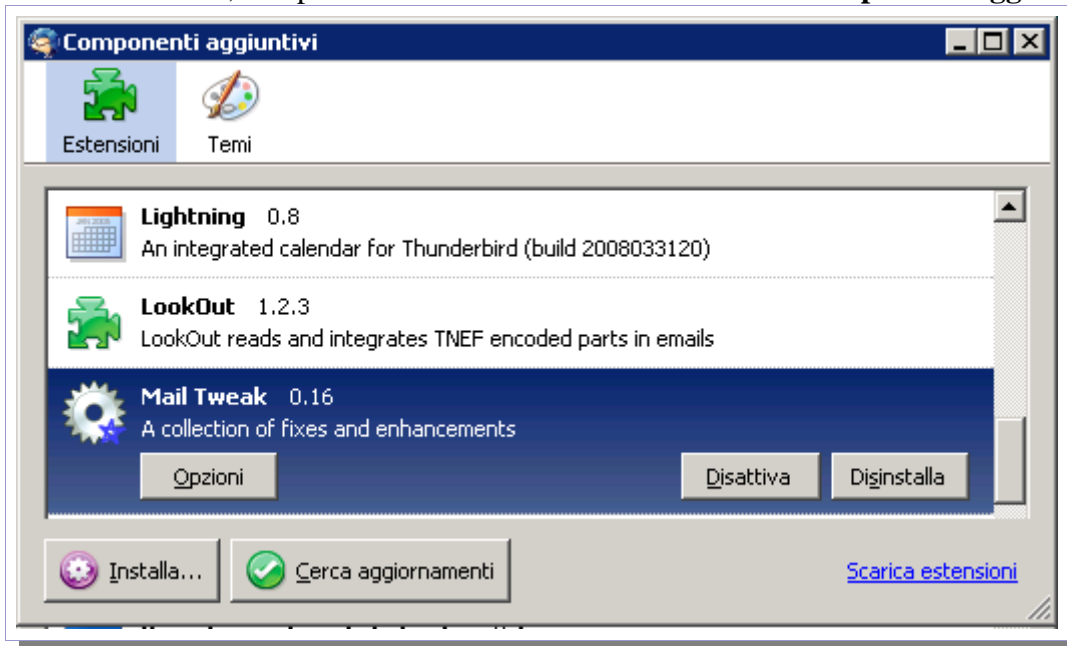 Componenti aggiuntivi
Estensioni Temi
Lightning 0.8
An integrated calendar for Thunderbird (build 2008033120)
LookOut 1.2.3
LookOut reads and integrates TNEF encoded parts in emails
Mail Tweak 0.16
A collection of fixes and enhancements
Opzioni Disattiva Disinstalla
Installa... Cerca aggiornamenti Scarica estensioni